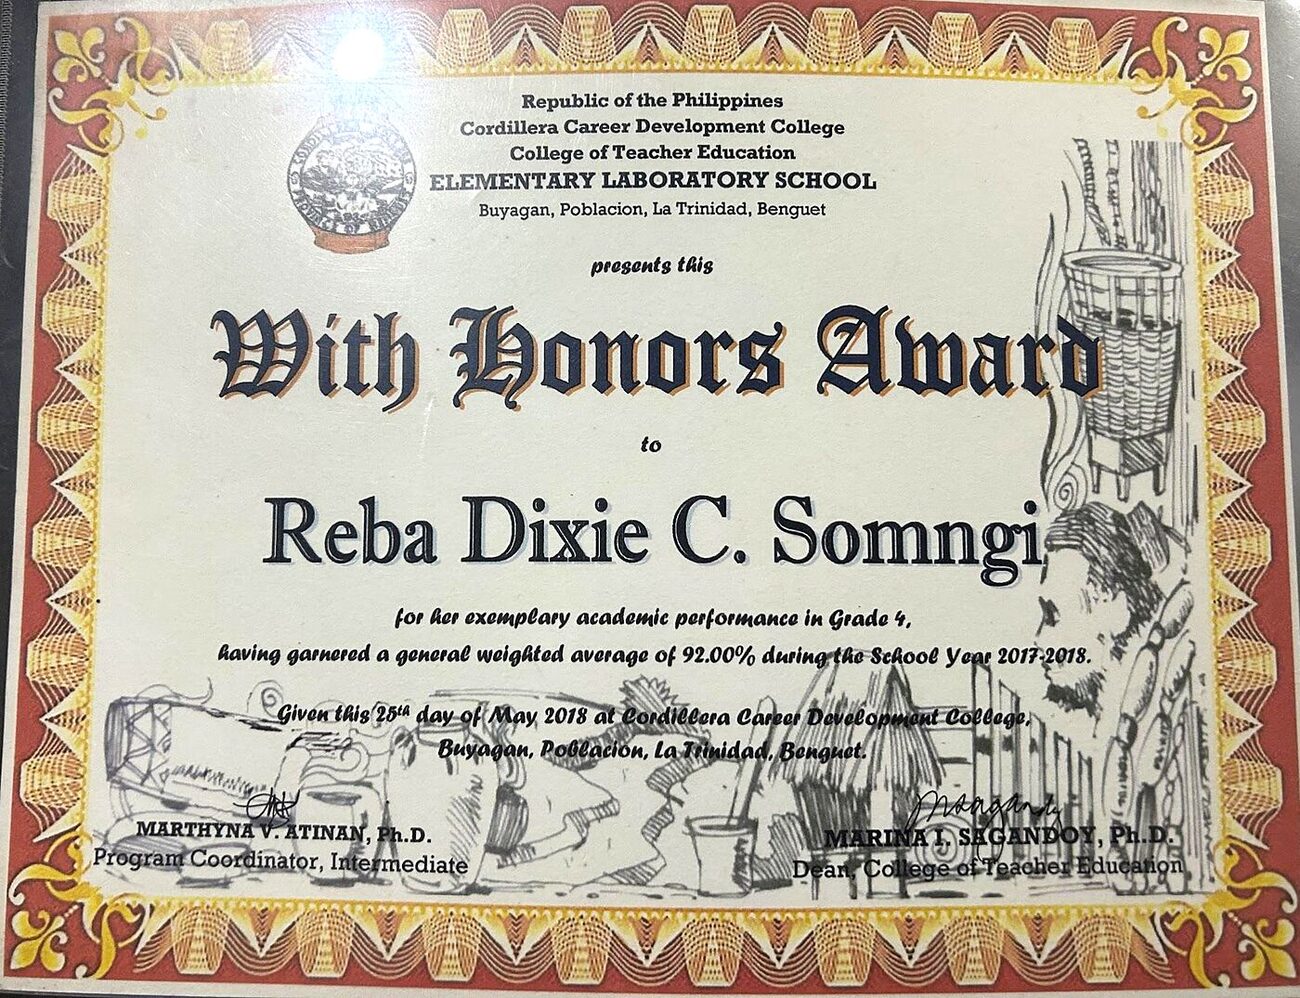 Republic of the Philippines
Cordillera Career Development College
College of Teacher Education
ELEMENTARY LABORATORY SCHOOL
Buyagan, Poblacion, La Trinidad, Benguet
presents this
With Honors Award
to
Reba Dixie C. Somngi
for her exemplary academic performance in Grade 4,
having garnered a general weighted average of 92.00% during the School Year 2017-2018.
Given this 25th day of May 2018 at Cordillera Career Development College,
Buyagan, Poblacion, La Trinidad, Benguet.
MARTHYNA V. ATINAN, Ph.D.
Program Coordinator, Intermediate
MARINA I. SAGANDOY, Ph.D.
Dean, College of Teacher Education